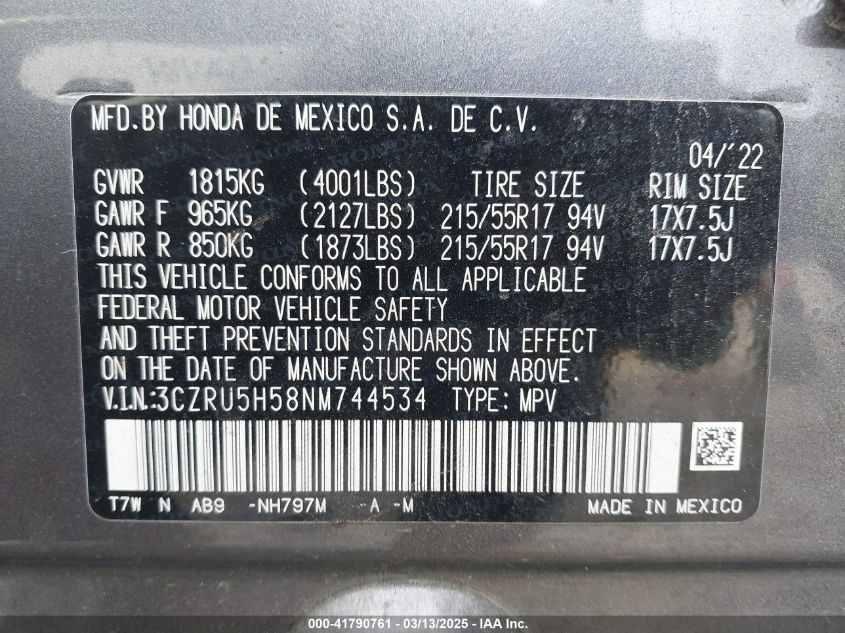 MFD.BY HONDA DE MEXICO S.A. DE C.V.
04/'22
GVWR 1815KG (4001LBS) TIRE SIZE RIM SIZE
GAWR F 965KG (2127LBS) 215/55R17 94V 17X7.5J
GAWR R 850KG (1873LBS) 215/55R17 94V 17X7.5J
THIS VEHICLE CONFORMS TO ALL APPLICABLE
FEDERAL MOTOR VEHICLE SAFETY
AND THEFT PREVENTION STANDARDS IN EFFECT
ON THE DATE OF MANUFACTURE SHOWN ABOVE.
V.I.N.:3CZRU5H58NM744534 TYPE: MPV
T7W N AB9 -NH797M -A -M MADE IN MEXICO
000-41790761 - 03/13/2025 - IAA, Inc.